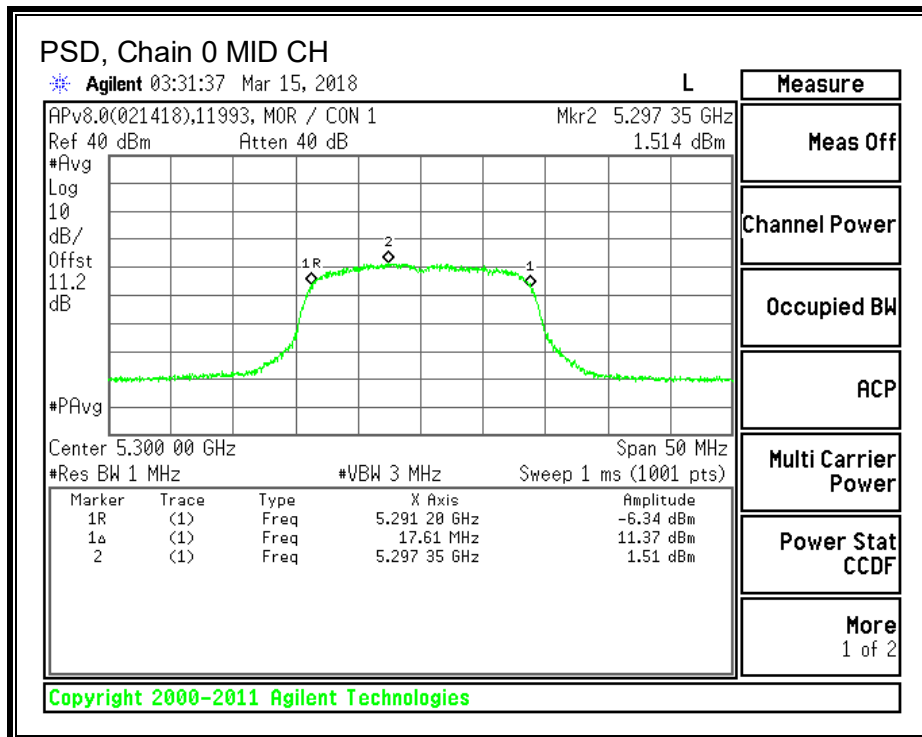 PSD, Chain 0 MID CH
Agilent 03:31:37 Mar 15, 2018 L
APv8.0(021418),11993, MOR / CON 1 Mkr2 5.297 35 GHz
Ref 40 dBm Atten 40 dB 1.514 dBm
#Avg
Log
10
dB/
Offst
11.2
dB
#PAvg
1R
2
1
Center 5.300 00 GHz Span 50 MHz
#Res BW 1 MHz #VBW 3 MHz Sweep 1 ms (1001 pts)
Marker Trace Type X Axis Amplitude
1R (1) Freq 5.291 20 GHz -6.34 dBm
1Δ (1) Freq 17.61 MHz 11.37 dBm
2 (1) Freq 5.297 35 GHz 1.51 dBm
Measure
Meas Off
Channel Power
Occupied BW
ACP
Multi Carrier
Power
Power Stat
CCDF
More
1 of 2
Copyright 2000-2011 Agilent Technologies